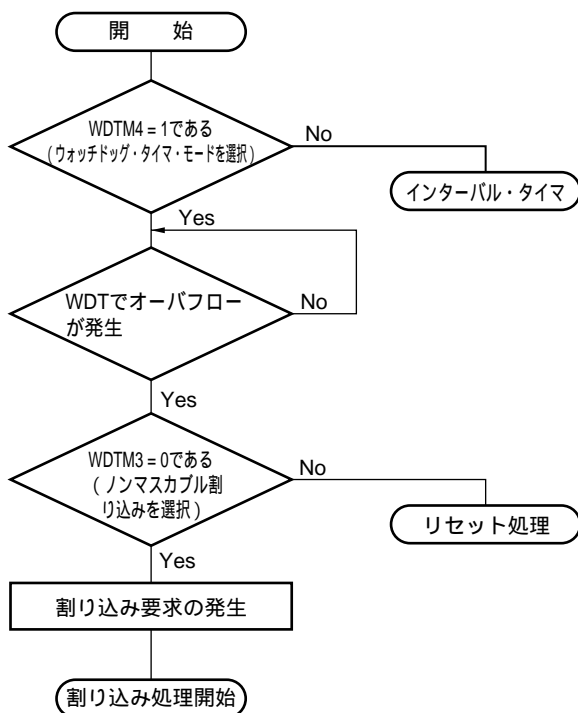 開　始
WDTM4 = 1である
（ウォッチドッグ・タイマ・モードを選択）
No
インターバル・タイマ
Yes
WDTでオーバフロー
が発生
No
Yes
WDTM3 = 0である
（ノンマスカブル割
り込みを選択）
No
リセット処理
Yes
割り込み要求の発生
割り込み処理開始